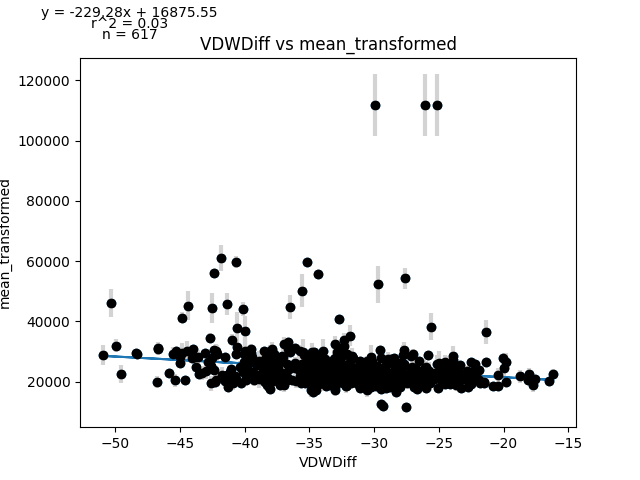 y = -229.28x + 16875.55
r^2 = 0.03
n = 617
VDWDiff vs mean_transformed
120000
100000
80000
60000
40000
20000
mean_transformed
−50
−45
−40
−35
−30
−25
−20
−15
VDWDiff